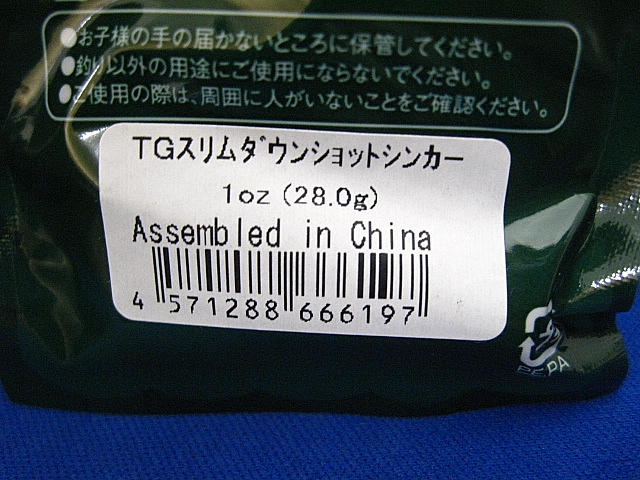 ●お子様の手の届かないところに保管してください。
●釣り以外の用途にご使用にならないでください。
●ご使用の際は、周囲に人がいないことをご確認ください。
TGスリムダウンショットシンカー
1oz (28.0g)
Assembled in China
4 571288 666197
PE,PA